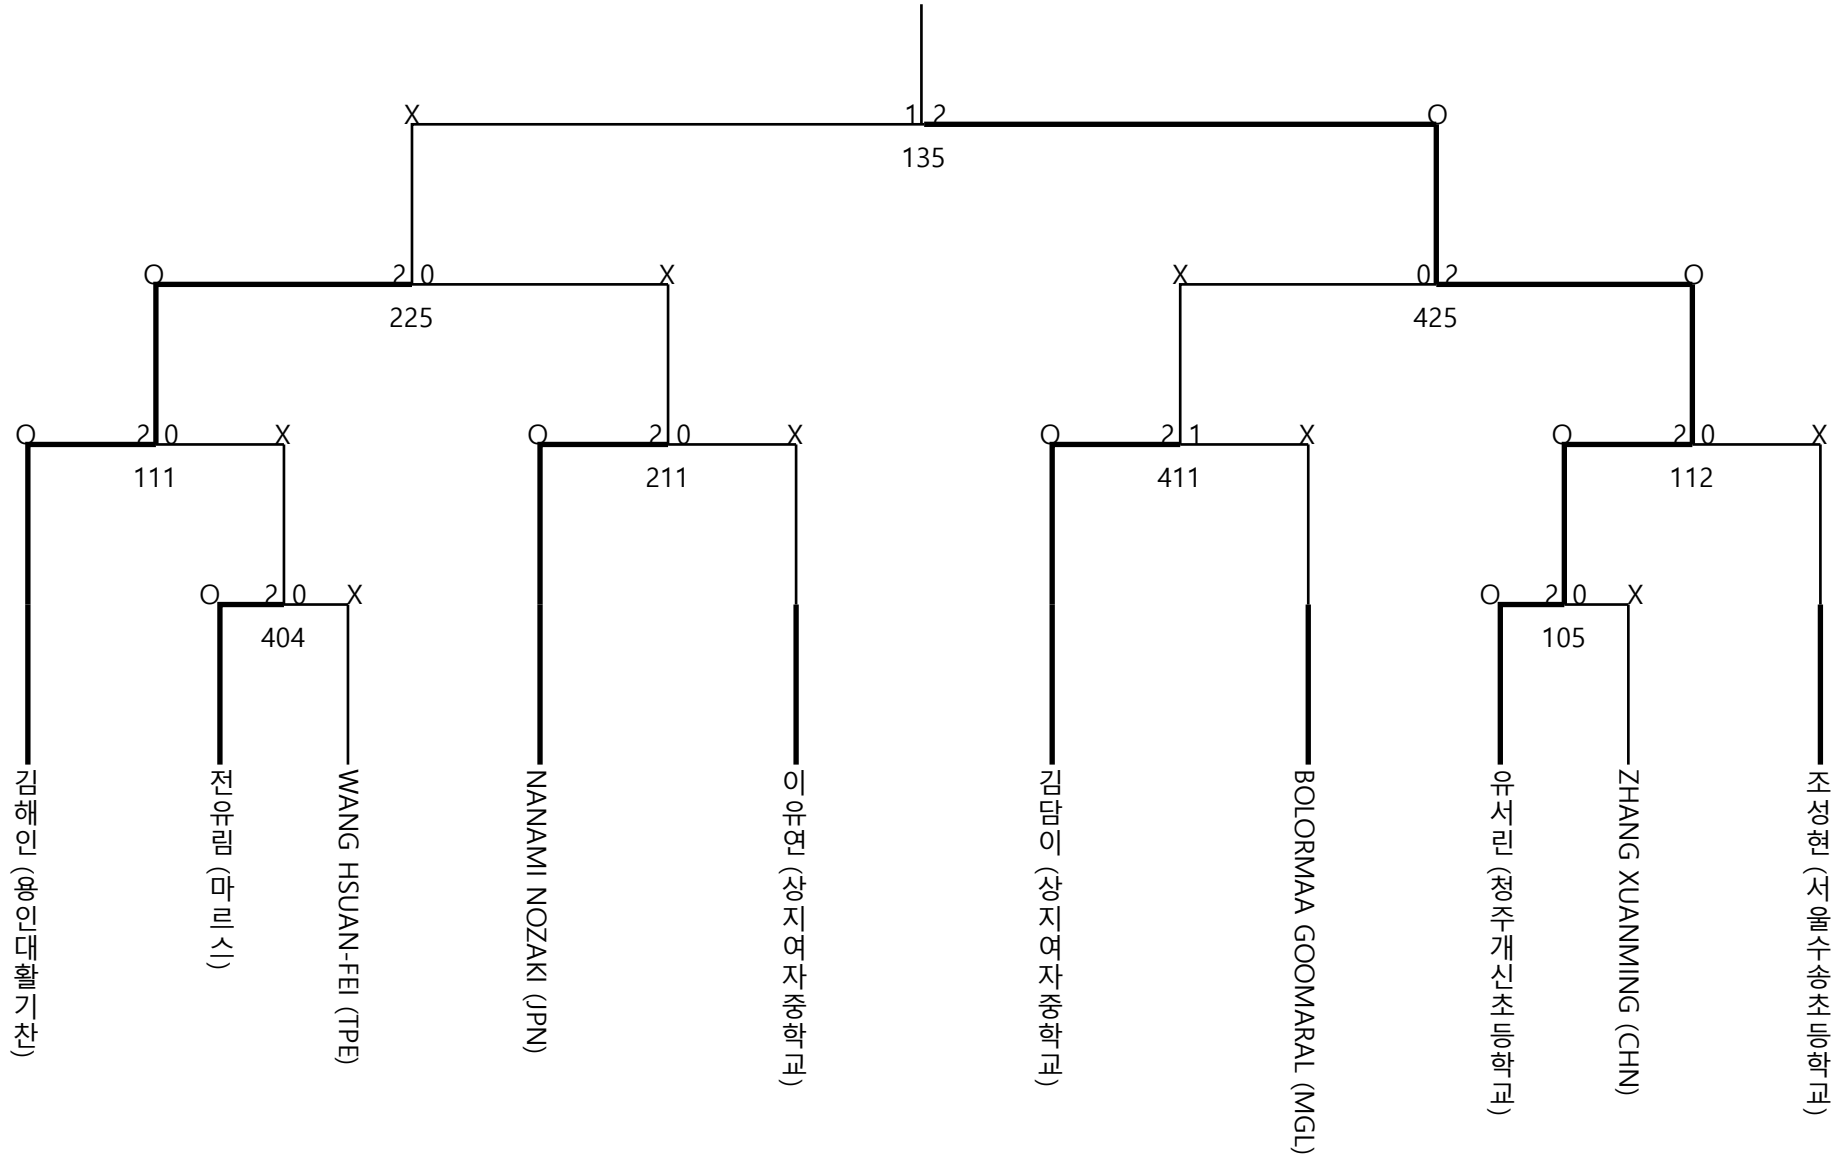 X 1 2 O
135
O 2 0 X X 0 2 O
225 425
O 2 0 X O 2 0 X O 2 1 X O 2 0 X
111 211 411 112
O 2 0 X O 2 0 X
404 105
김해인 (용인대활기찬)
전유림 (마르스)
WANG HSUAN-FEI (TPE)
NANAMI NOZAKI (JPN)
이유연 (상지여자중학교)
김담이 (상지여자중학교)
BOLORMAA GOOMARAL (MGL)
유서린 (청주개신초등학교)
ZHANG XUANMING (CHN)
조성현 (서울수송초등학교)